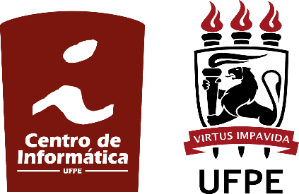 Centro de
Informática
UFPE
VIRTUS IMPAVIDA
UFPE